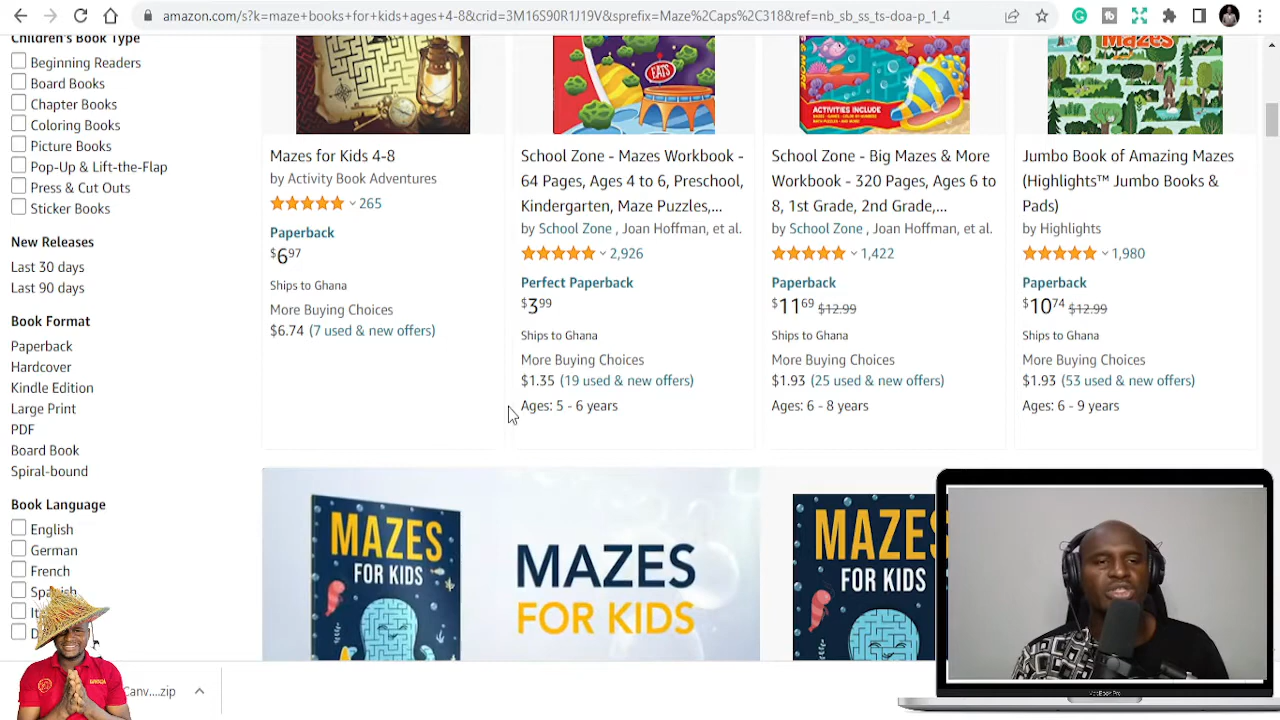 amazon.com/s?k=maze+books+for+kids+ages+4-8&crid=3M16S90R1J19V&sprefix=Maze%2Caps%2C318&ref=nb_sb_ss_ts-doa-p_1_4
Children's Book Type
Beginning Readers
Board Books
Chapter Books
Coloring Books
Picture Books
Pop-Up & Lift-the-Flap
Press & Cut Outs
Sticker Books
New Releases
Last 30 days
Last 90 days
Book Format
Paperback
Hardcover
Kindle Edition
Large Print
PDF
Board Book
Spiral-bound
Book Language
English
German
French
Spanish
EATS
MORE
ACTIVITIES INCLUDE
Mazes
Mazes for Kids 4-8
by Activity Book Adventures
265
Paperback
$6.97
Ships to Ghana
More Buying Choices
$6.74 (7 used & new offers)
School Zone - Mazes Workbook -
64 Pages, Ages 4 to 6, Preschool,
Kindergarten, Maze Puzzles,...
by School Zone , Joan Hoffman, et al.
2,926
Perfect Paperback
$3.99
Ships to Ghana
More Buying Choices
$1.35 (19 used & new offers)
Ages: 5 - 6 years
School Zone - Big Mazes & More
Workbook - 320 Pages, Ages 6 to
8, 1st Grade, 2nd Grade,...
by School Zone , Joan Hoffman, et al.
1,422
Paperback
$11.69 $12.99
Ships to Ghana
More Buying Choices
$1.93 (25 used & new offers)
Ages: 6 - 8 years
Jumbo Book of Amazing Mazes
(Highlights™ Jumbo Books &
Pads)
by Highlights
1,980
Paperback
$10.74 $12.99
Ships to Ghana
More Buying Choices
$1.93 (53 used & new offers)
Ages: 6 - 9 years
MAZES
FOR KIDS
MAZES
FOR KIDS
MAZES
FOR KIDS
Canv....zip
MacBook Pro